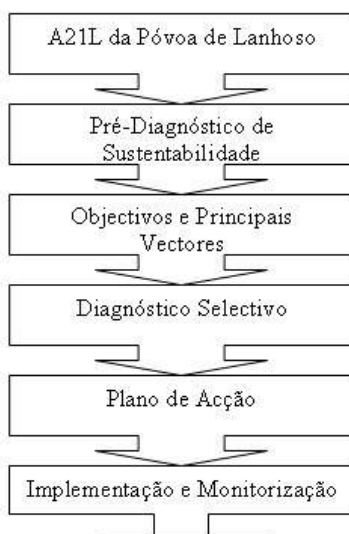 A21L da Póvoa de Lanhoso
Pré-Diagnóstico de
Sustentabilidade
Objectivos e Principais
Vectores
Diagnóstico Selectivo
Plano de Acção
Implementação e Monitorização